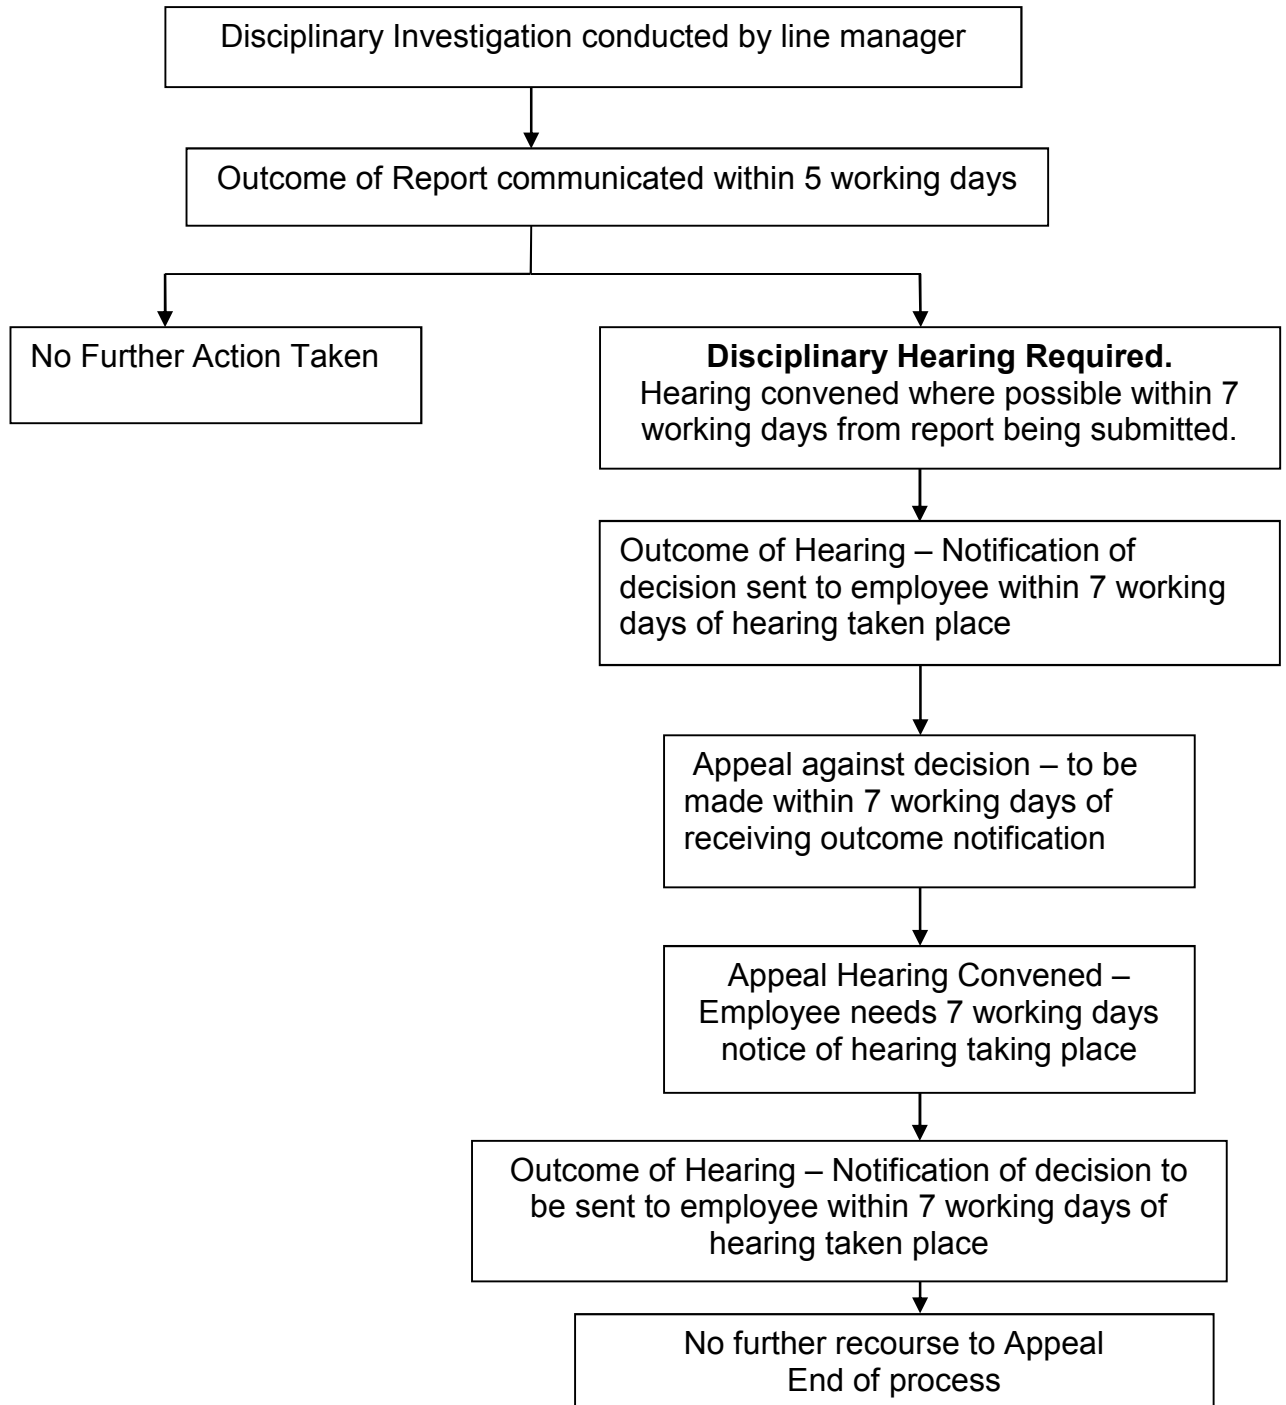 Disciplinary Investigation conducted by line manager
Outcome of Report communicated within 5 working days
No Further Action Taken
Disciplinary Hearing Required.
Hearing convened where possible within 7
working days from report being submitted.
Outcome of Hearing – Notification of
decision sent to employee within 7 working
days of hearing taken place
Appeal against decision – to be
made within 7 working days of
receiving outcome notification
Appeal Hearing Convened –
Employee needs 7 working days
notice of hearing taking place
Outcome of Hearing – Notification of decision to
be sent to employee within 7 working days of
hearing taken place
No further recourse to Appeal
End of process